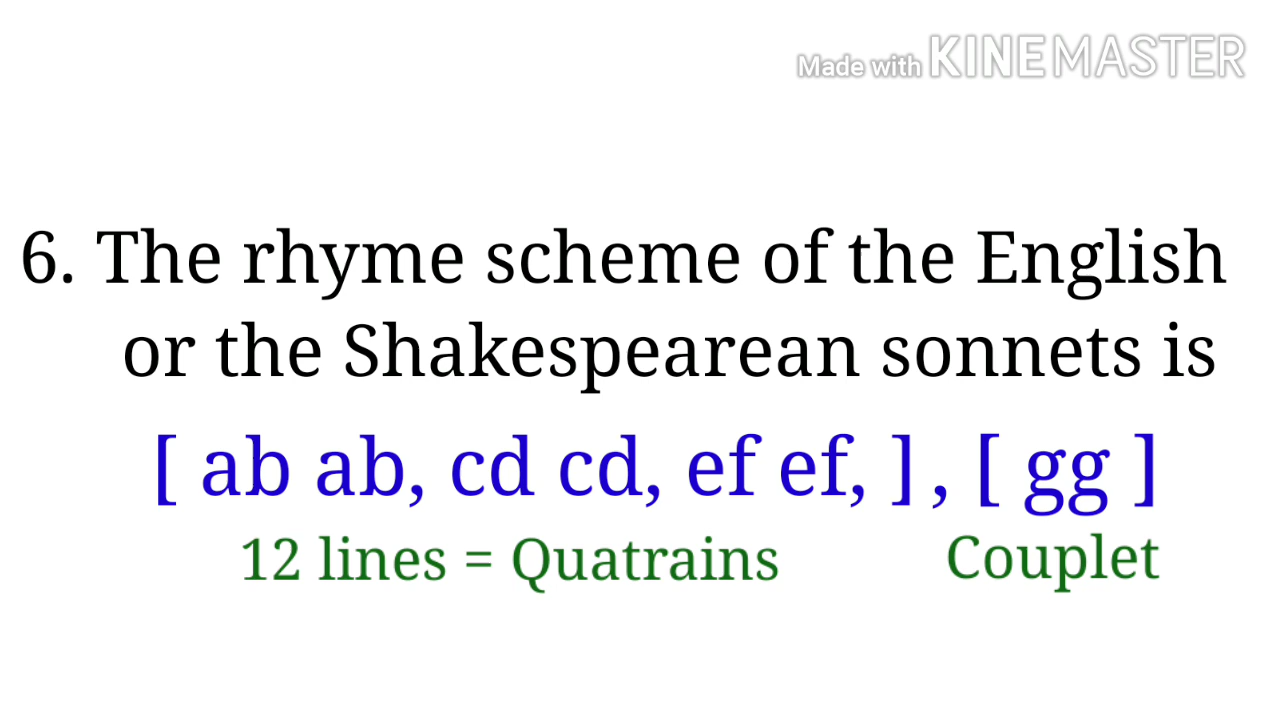 Made with KINEMASTER
6. The rhyme scheme of the English
or the Shakespearean sonnets is
[ ab ab, cd cd, ef ef, ] , [ gg ]
12 lines = Quatrains Couplet